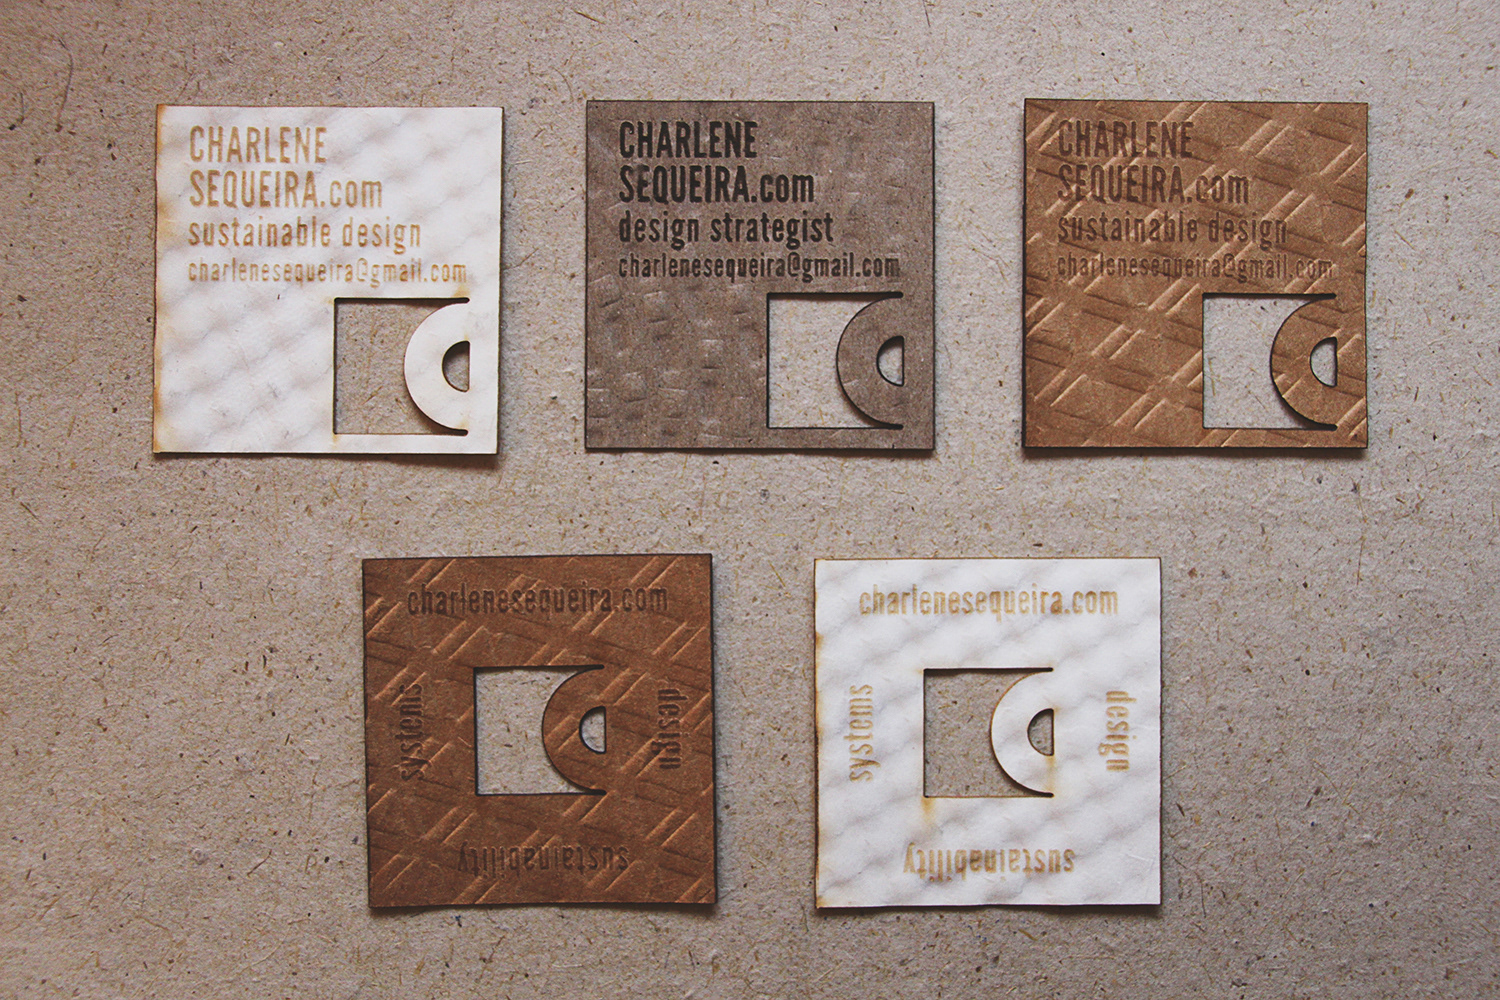 CHARLENE
SEQUEIRA.com
sustainable design
charlenesequeira@gmail.com
CHARLENE
SEQUEIRA.com
design strategist
charlenesequeira@gmail.com
CHARLENE
SEQUEIRA.com
sustainable design
charlenesequeira@gmail.com
charlenesequeira.com
design
sustainability
systems
charlenesequeira.com
design
sustainability
systems